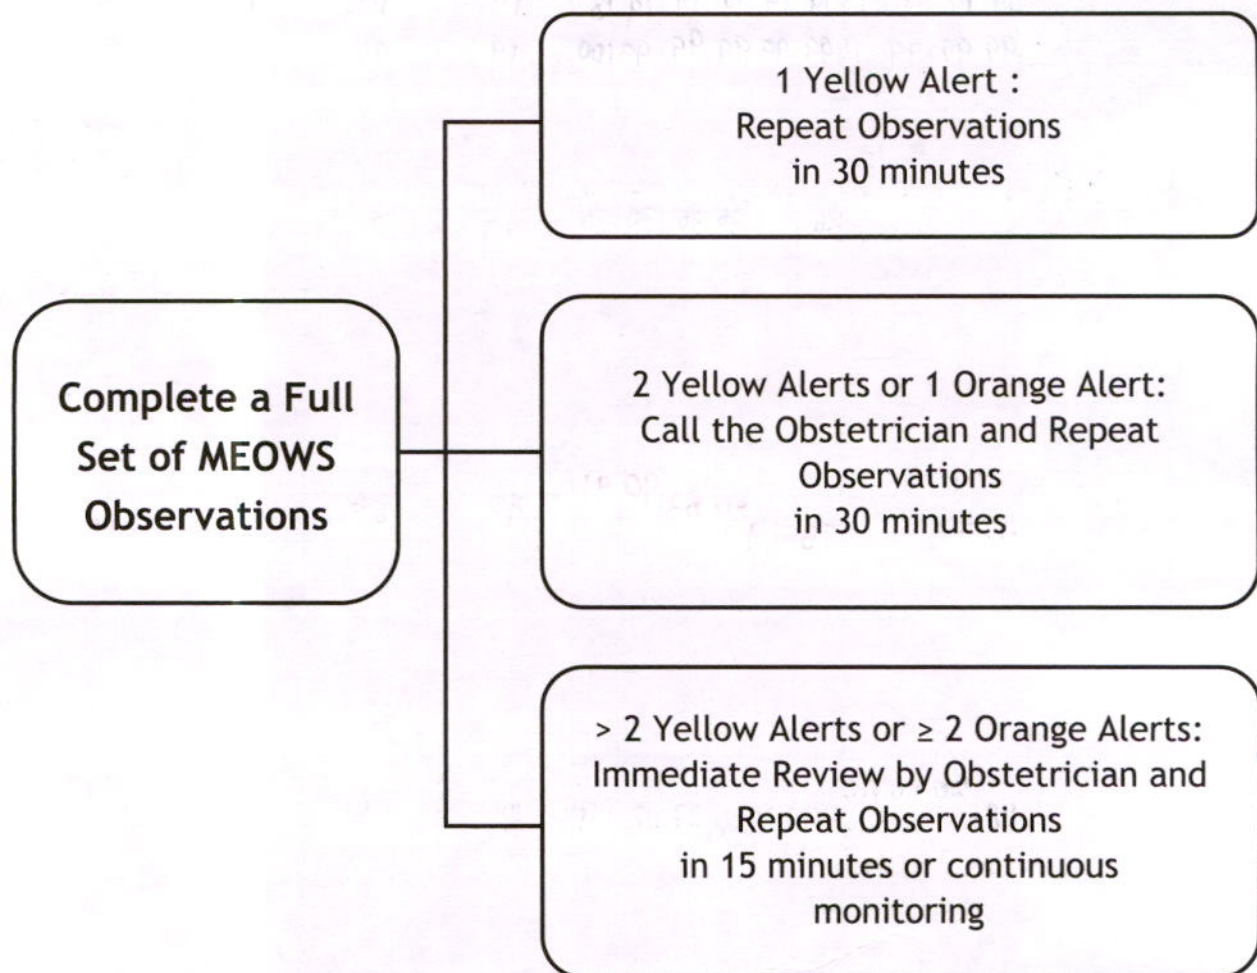 1 Yellow Alert :
Repeat Observations
in 30 minutes
Complete a Full
Set of MEOWS
Observations
2 Yellow Alerts or 1 Orange Alert:
Call the Obstetrician and Repeat
Observations
in 30 minutes
> 2 Yellow Alerts or ≥ 2 Orange Alerts:
Immediate Review by Obstetrician and
Repeat Observations
in 15 minutes or continuous
monitoring